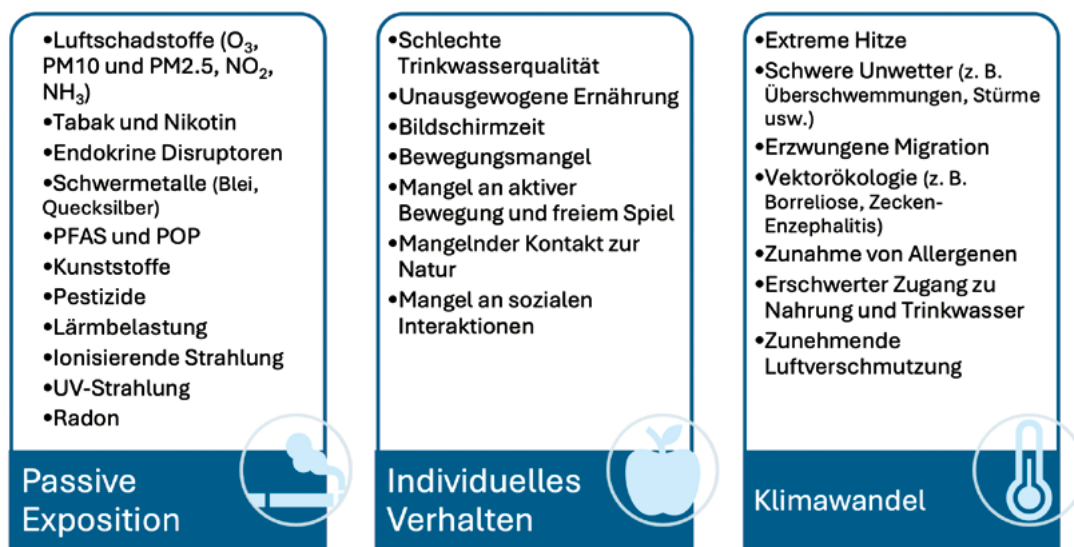 •Luftschadstoffe (O₃,
PM10 und PM2.5, NO₂,
NH₃)
•Tabak und Nikotin
•Endokrine Disruptoren
•Schwermetalle (Blei,
Quecksilber)
•PFAS und POP
•Kunststoffe
•Pestizide
•Lärmbelastung
•Ionisierende Strahlung
•UV-Strahlung
•Radon
Passive
Exposition
•Schlechte
Trinkwasserqualität
•Unausgewogene Ernährung
•Bildschirmzeit
•Bewegungsmangel
•Mangel an aktiver
Bewegung und freiem Spiel
•Mangelnder Kontakt zur
Natur
•Mangel an sozialen
Interaktionen
Individuelles
Verhalten
•Extreme Hitze
•Schwere Unwetter (z. B.
Überschwemmungen, Stürme
usw.)
•Erzwungene Migration
•Vektorökologie (z. B.
Borreliose, Zecken-
Enzephalitis)
•Zunahme von Allergenen
•Erschwerter Zugang zu
Nahrung und Trinkwasser
•Zunehmende
Luftverschmutzung
Klimawandel